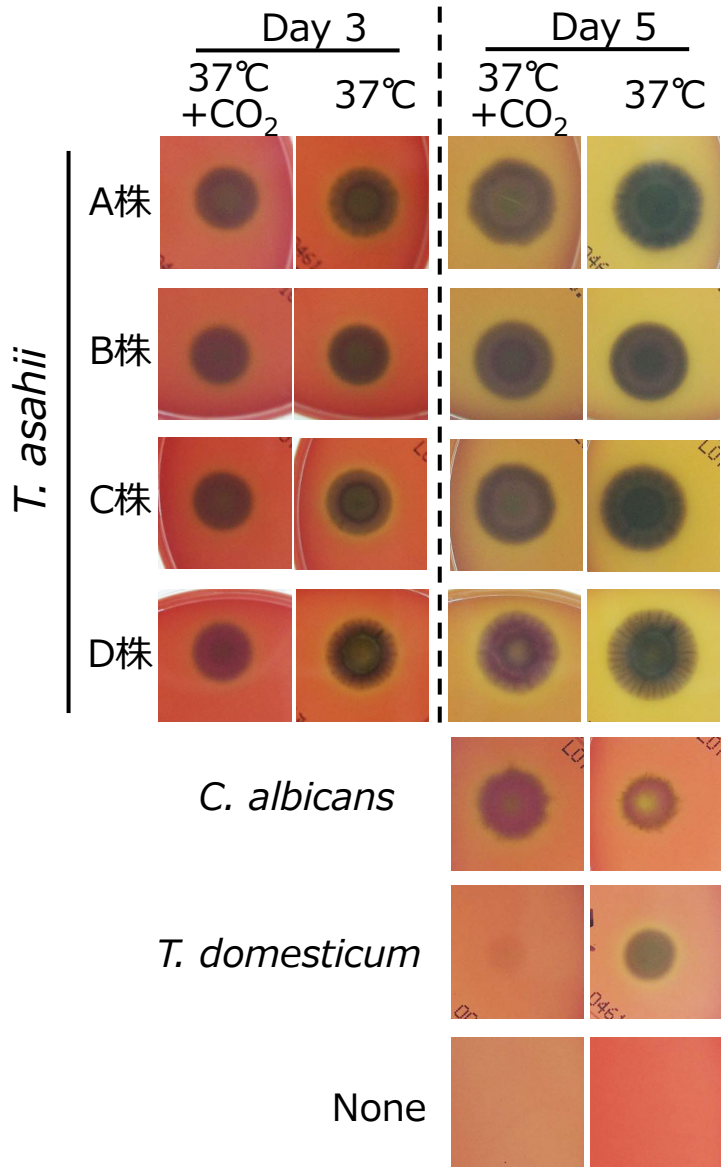 Day 3
Day 5
37℃
+CO₂
37℃
37℃
+CO₂
37℃
T. asahii
A株
B株
C株
D株
C. albicans
T. domesticum
None